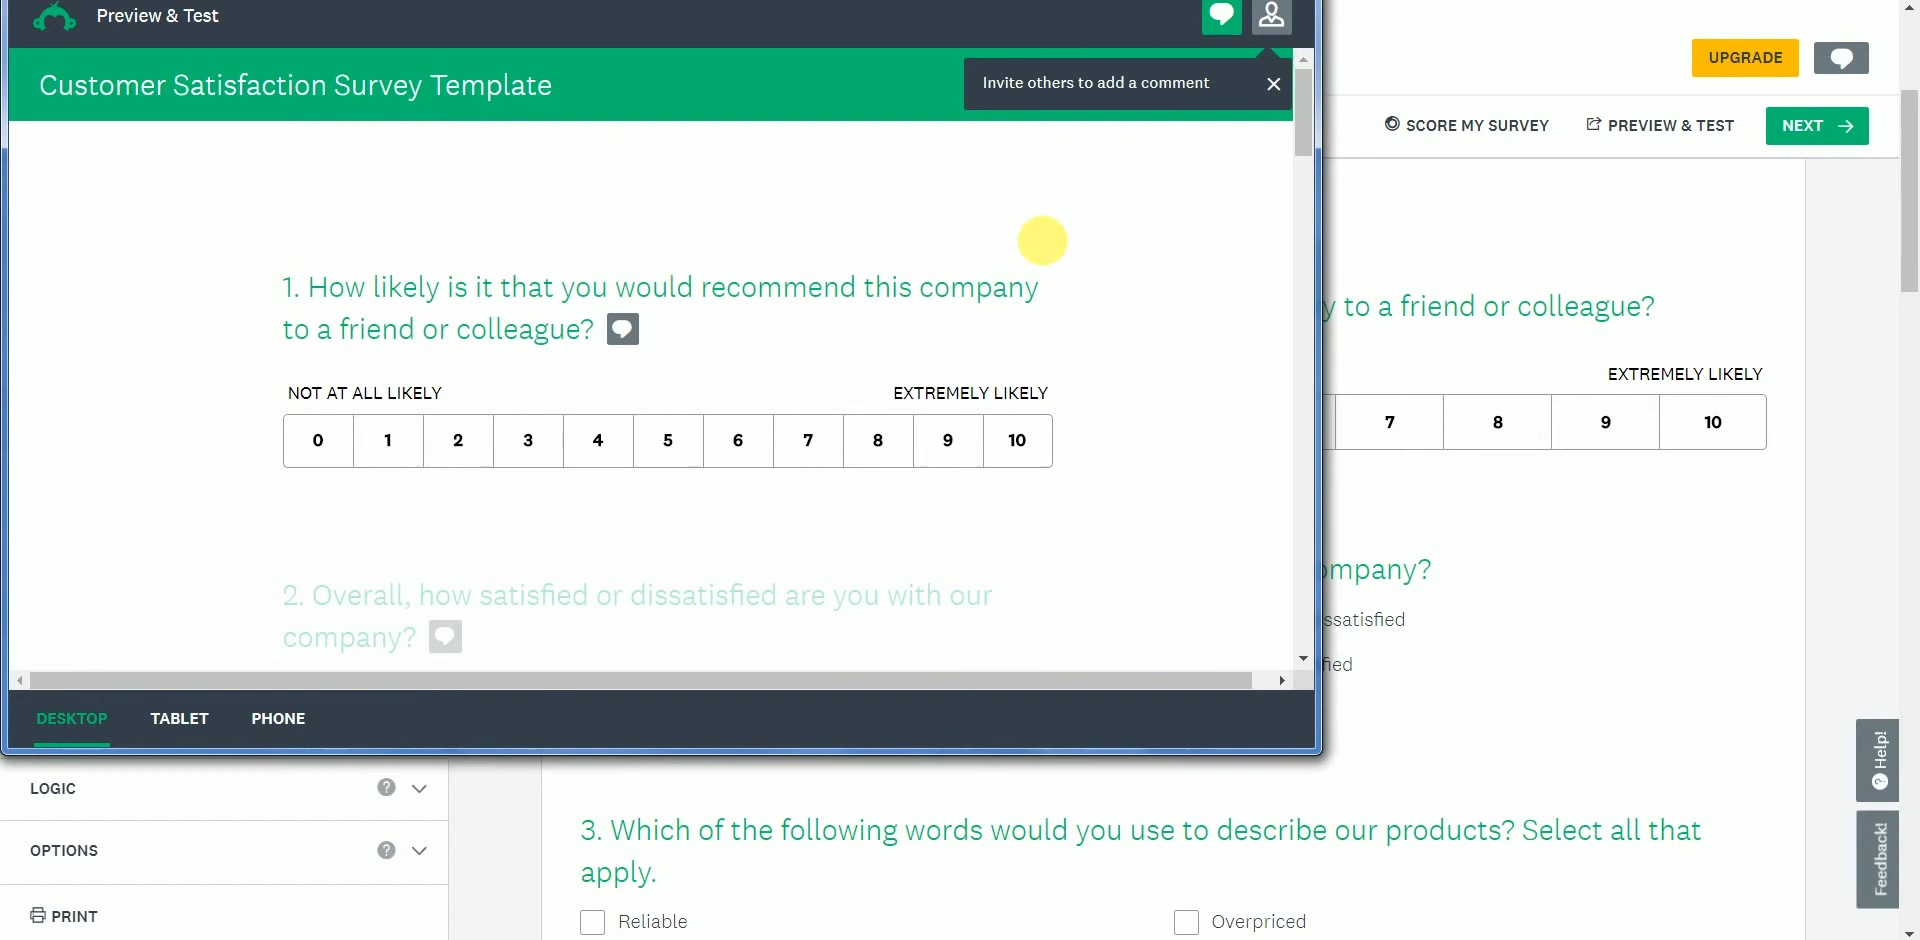 Preview & Test
Customer Satisfaction Survey Template
Invite others to add a comment
1. How likely is it that you would recommend this company
to a friend or colleague?
NOT AT ALL LIKELY
EXTREMELY LIKELY
0 1 2 3 4 5 6 7 8 9 10
2. Overall, how satisfied or dissatisfied are you with our
company?
DESKTOP
TABLET
PHONE
UPGRADE
SCORE MY SURVEY
PREVIEW & TEST
NEXT
y to a friend or colleague?
EXTREMELY LIKELY
7 8 9 10
ompany?
ssatisfied
fied
LOGIC
OPTIONS
PRINT
3. Which of the following words would you use to describe our products? Select all that
apply.
Reliable
Overpriced
Help!
Feedback!